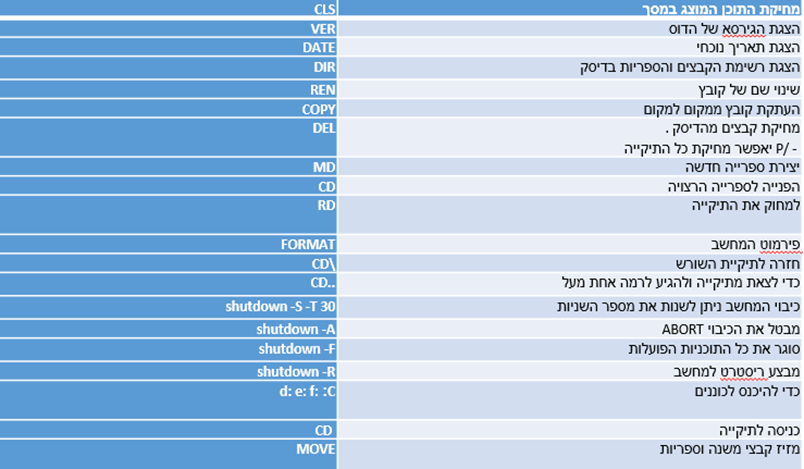 מחיקת התוכן המוצג במסך CLS
הצגת הגירסא של הדוס VER
הצגת תאריך נוכחי DATE
הצגת רשימת הקבצים והספריות בדיסק DIR
שינוי שם של קובץ REN
העתקת קובץ ממקום למקום COPY
מחיקת קבצים מהדיסק . DEL
- /P יאפשר מחיקת כל התיקייה
יצירת ספרייה חדשה MD
הפנייה לספרייה הרצויה CD
למחוק את התיקייה RD
פירמוט המחשב FORMAT
חזרה לתיקיית השורש CD\
כדי לצאת מתיקייה ולהגיע לרמה אחת מעל CD..
כיבוי המחשב ניתן לשנות את מספר השניות shutdown -S -T 30
מבטל את הכיבוי ABORT shutdown -A
סוגר את כל התוכניות הפועלות shutdown -F
מבצע ריסטרט למחשב shutdown -R
כדי להיכנס לכוננים d: e: f: :C
כניסה לתיקייה CD
מזיז קבצי משנה וספריות MOVE